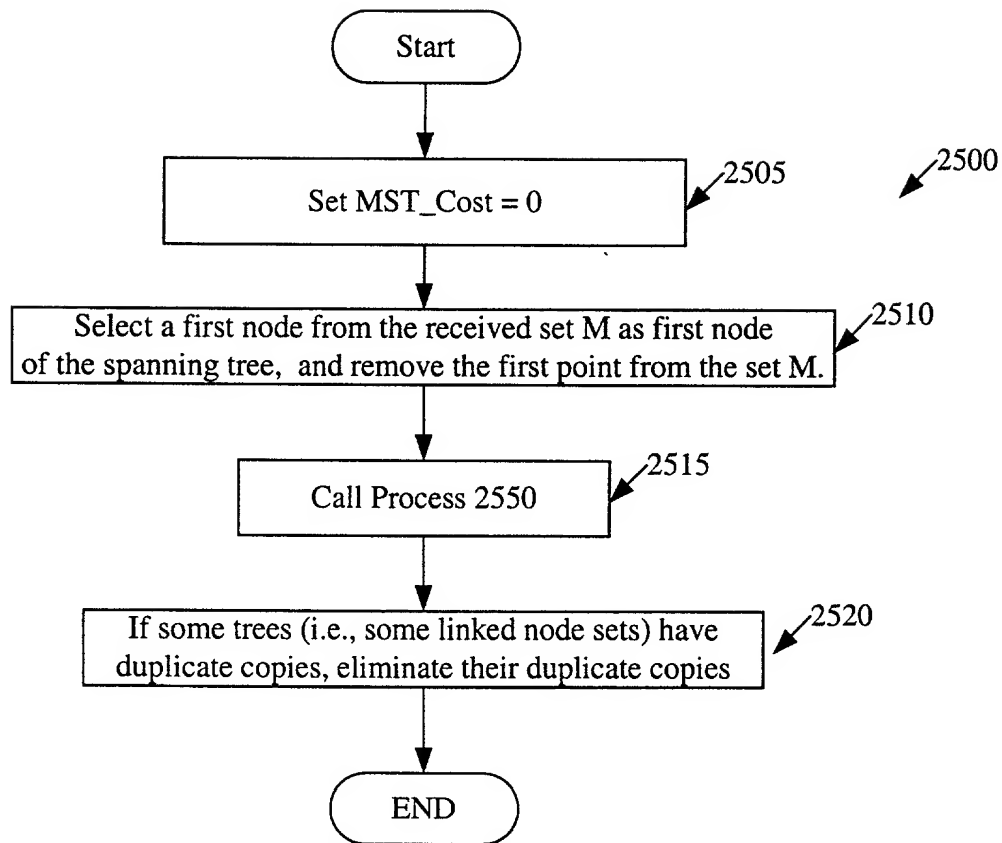 Start
2500
2505
Set MST_Cost = 0
2510
Select a first node from the received set M as first node
of the spanning tree, and remove the first point from the set M.
2515
Call Process 2550
2520
If some trees (i.e., some linked node sets) have
duplicate copies, eliminate their duplicate copies
END